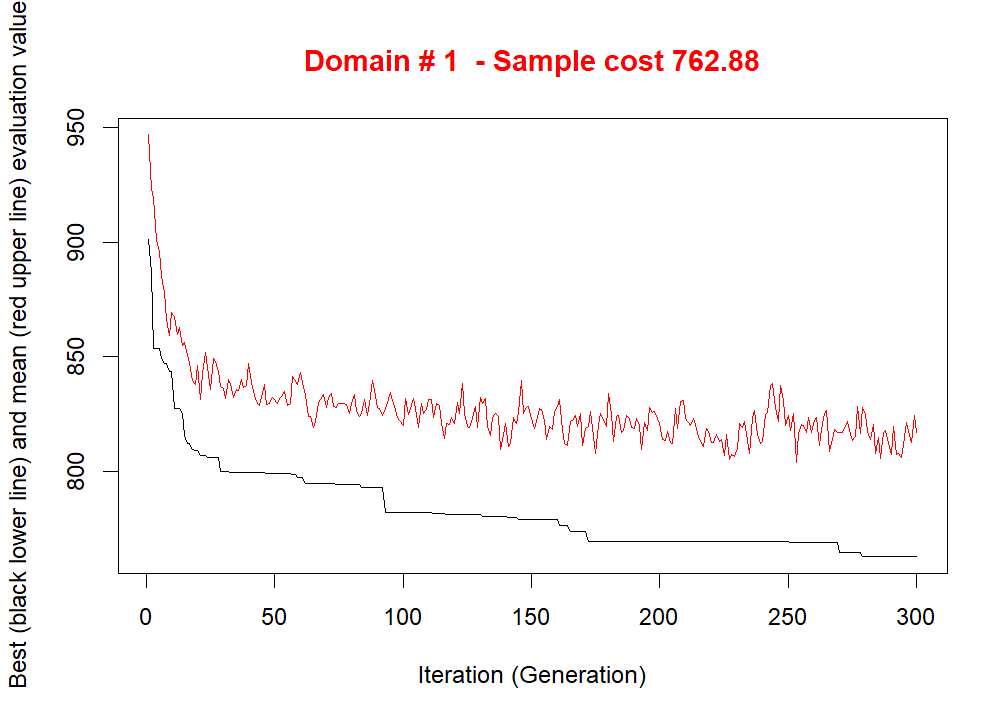 Domain # 1  - Sample cost 762.88
Best (black lower line) and mean (red upper line) evaluation value
950
900
850
800
0 50 100 150 200 250 300
Iteration (Generation)